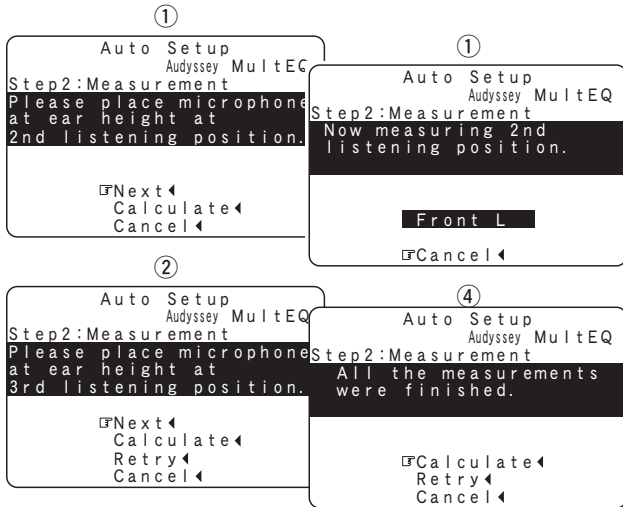 ①
Auto Setup
Audyssey MultEQ
Step2:Measurement
Please place microphone
at ear height at
2nd listening position.
☞Next◀
Calculate◀
Cancel◀
①
Auto Setup
Audyssey MultEQ
Step2:Measurement
Now measuring 2nd
listening position.
Front L
☞Cancel◀
②
Auto Setup
Audyssey MultEQ
Step2:Measurement
Please place microphone
at ear height at
3rd listening position.
☞Next◀
Calculate◀
Retry◀
Cancel◀
④
Auto Setup
Audyssey MultEQ
Step2:Measurement
All the measurements
were finished.
☞Calculate◀
Retry◀
Cancel◀